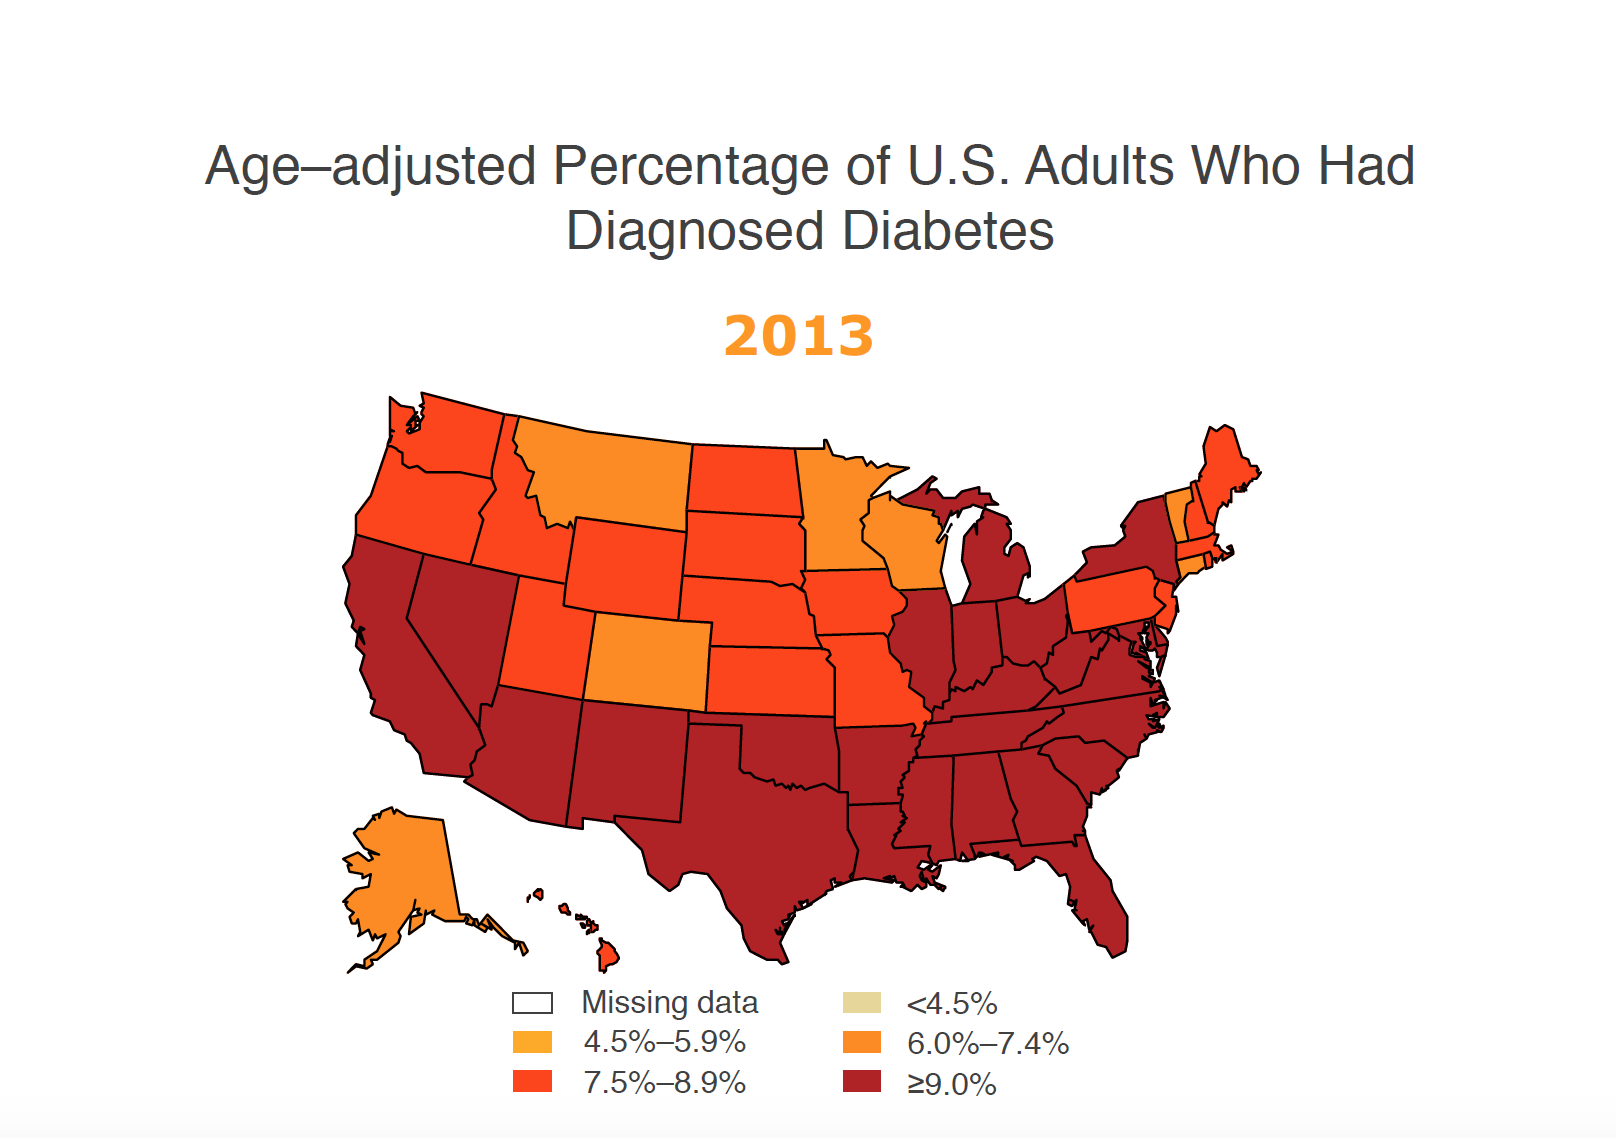 Age–adjusted Percentage of U.S. Adults Who Had
Diagnosed Diabetes
2013
Missing data
<4.5%
4.5%–5.9%
6.0%–7.4%
7.5%–8.9%
≥9.0%